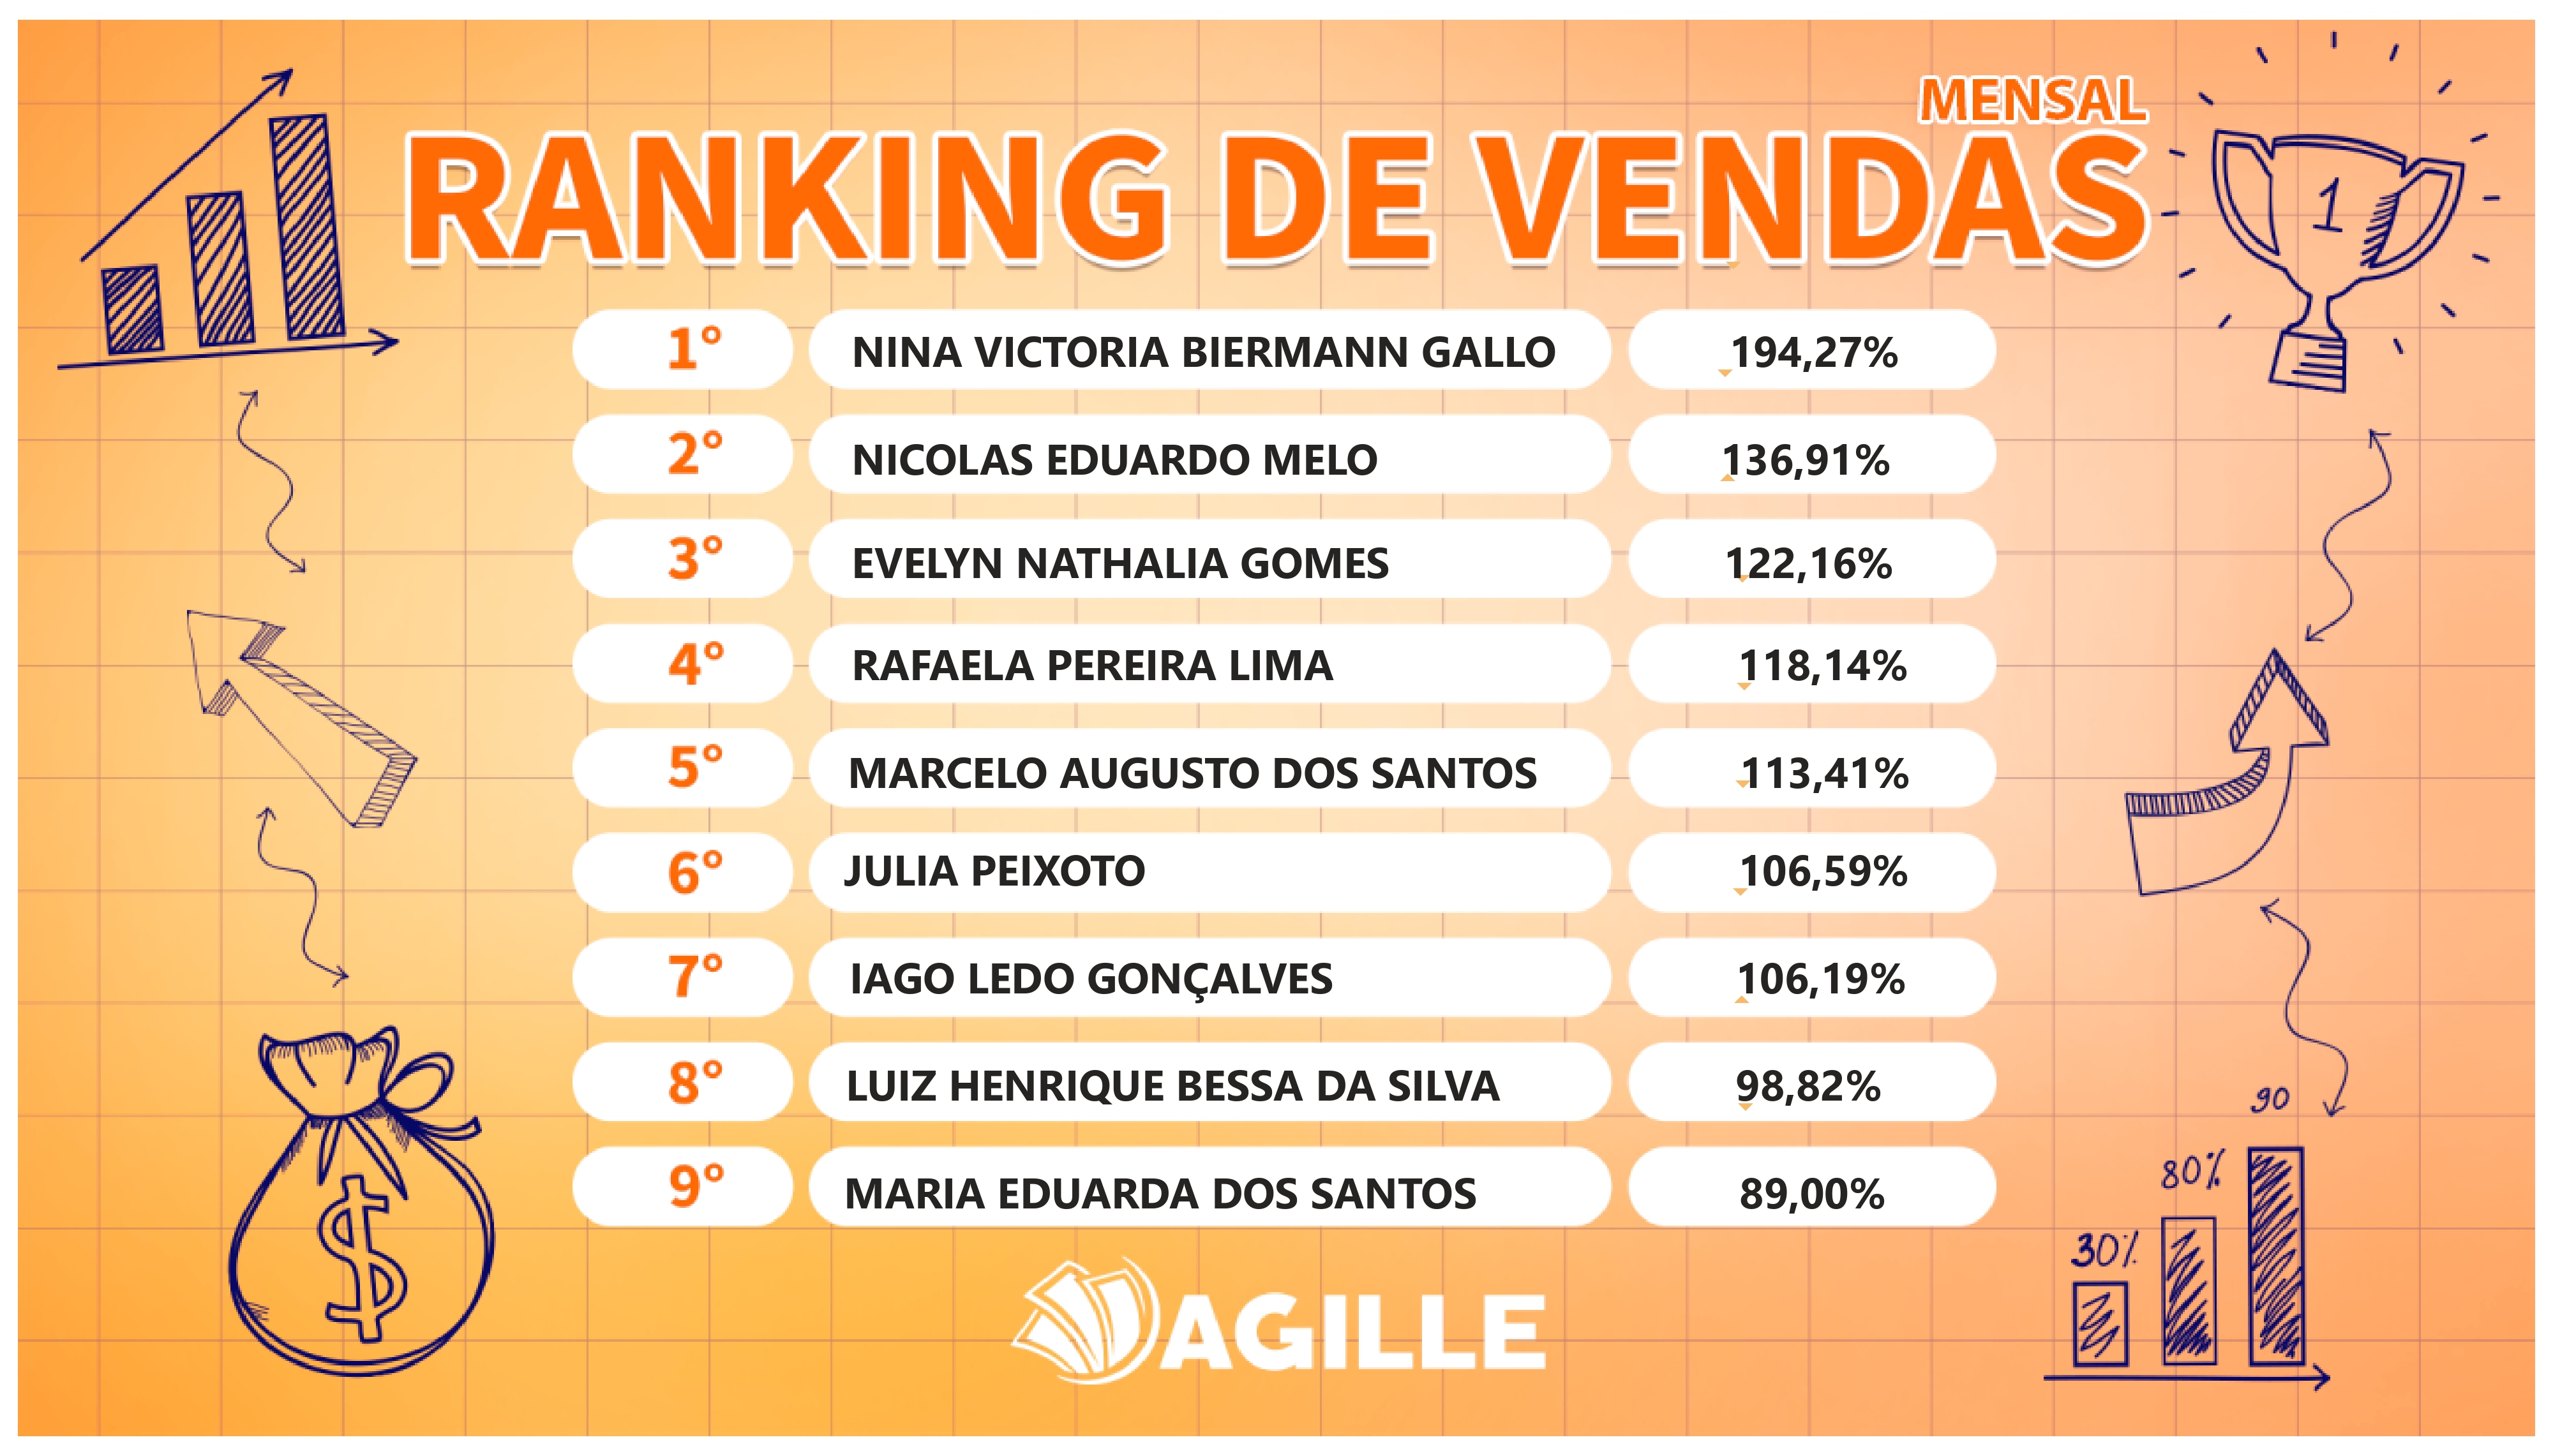 MENSAL
RANKING DE VENDAS
1
1° NINA VICTORIA BIERMANN GALLO 194,27%
2° NICOLAS EDUARDO MELO 136,91%
3° EVELYN NATHALIA GOMES 122,16%
4° RAFAELA PEREIRA LIMA 118,14%
5° MARCELO AUGUSTO DOS SANTOS 113,41%
6° JULIA PEIXOTO 106,59%
7° IAGO LEDO GONÇALVES 106,19%
8° LUIZ HENRIQUE BESSA DA SILVA 98,82%
9° MARIA EDUARDA DOS SANTOS 89,00%
90
80%
30%
$
AGILLE